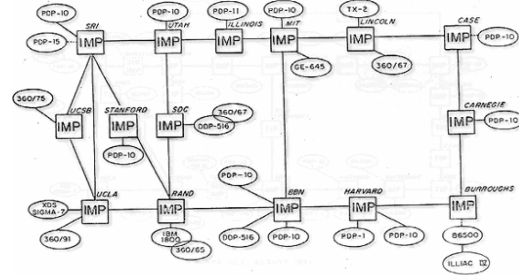 PDP-10
SRI
PDP-10
UTAH
PDP-11
ILLINOIS
PDP-10
MIT
TX-2
LINCOLN
CASE
PDP-15
IMP
IMP
IMP
IMP
IMP
IMP
PDP-10
GE-645
360/67
360/75
UCSB
STANFORD
SDC
360/67
CARNEGIE
IMP
IMP
IMP
DDP-516
IMP
PDP-10
PDP-10
UCLA
RAND
PDP-10
BBN
HARVARD
BURROUGHS
XDS
SIGMA-7
IMP
IMP
IMP
IMP
IMP
360/91
IBM
1800
360/65
DDP-516
PDP-10
PDP-1
PDP-10
B6500
ILLIAC IV